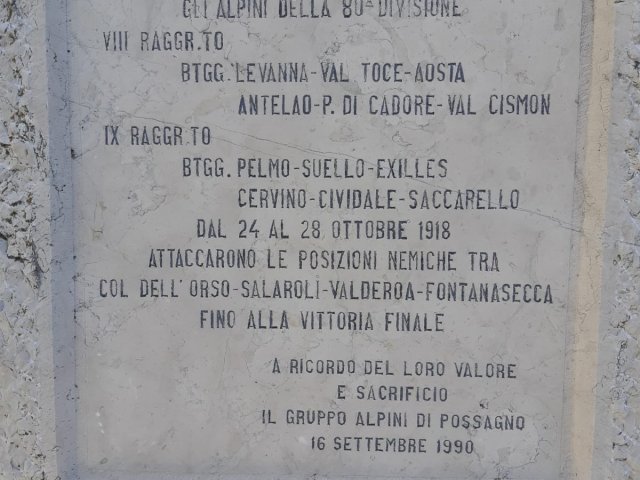 GLI ALPINI DELLA 80ª DIVISIONE
VIII RAGGR.TO
BTGG. LEVANNA-VAL TOCE-AOSTA
ANTELAO-P. DI CADORE-VAL CISMON
IX RAGGR.TO
BTGG. PELMO-SUELLO-EXILLES
CERVINO-CIVIDALE-SACCARELLO
DAL 24 AL 28 OTTOBRE 1918
ATTACCARONO LE POSIZIONI NEMICHE TRA
COL DELL'ORSO-SALAROLI-VALDEROA-FONTANASECCA
FINO ALLA VITTORIA FINALE
A RICORDO DEL LORO VALORE
E SACRIFICIO
IL GRUPPO ALPINI DI POSSAGNO
16 SETTEMBRE 1990